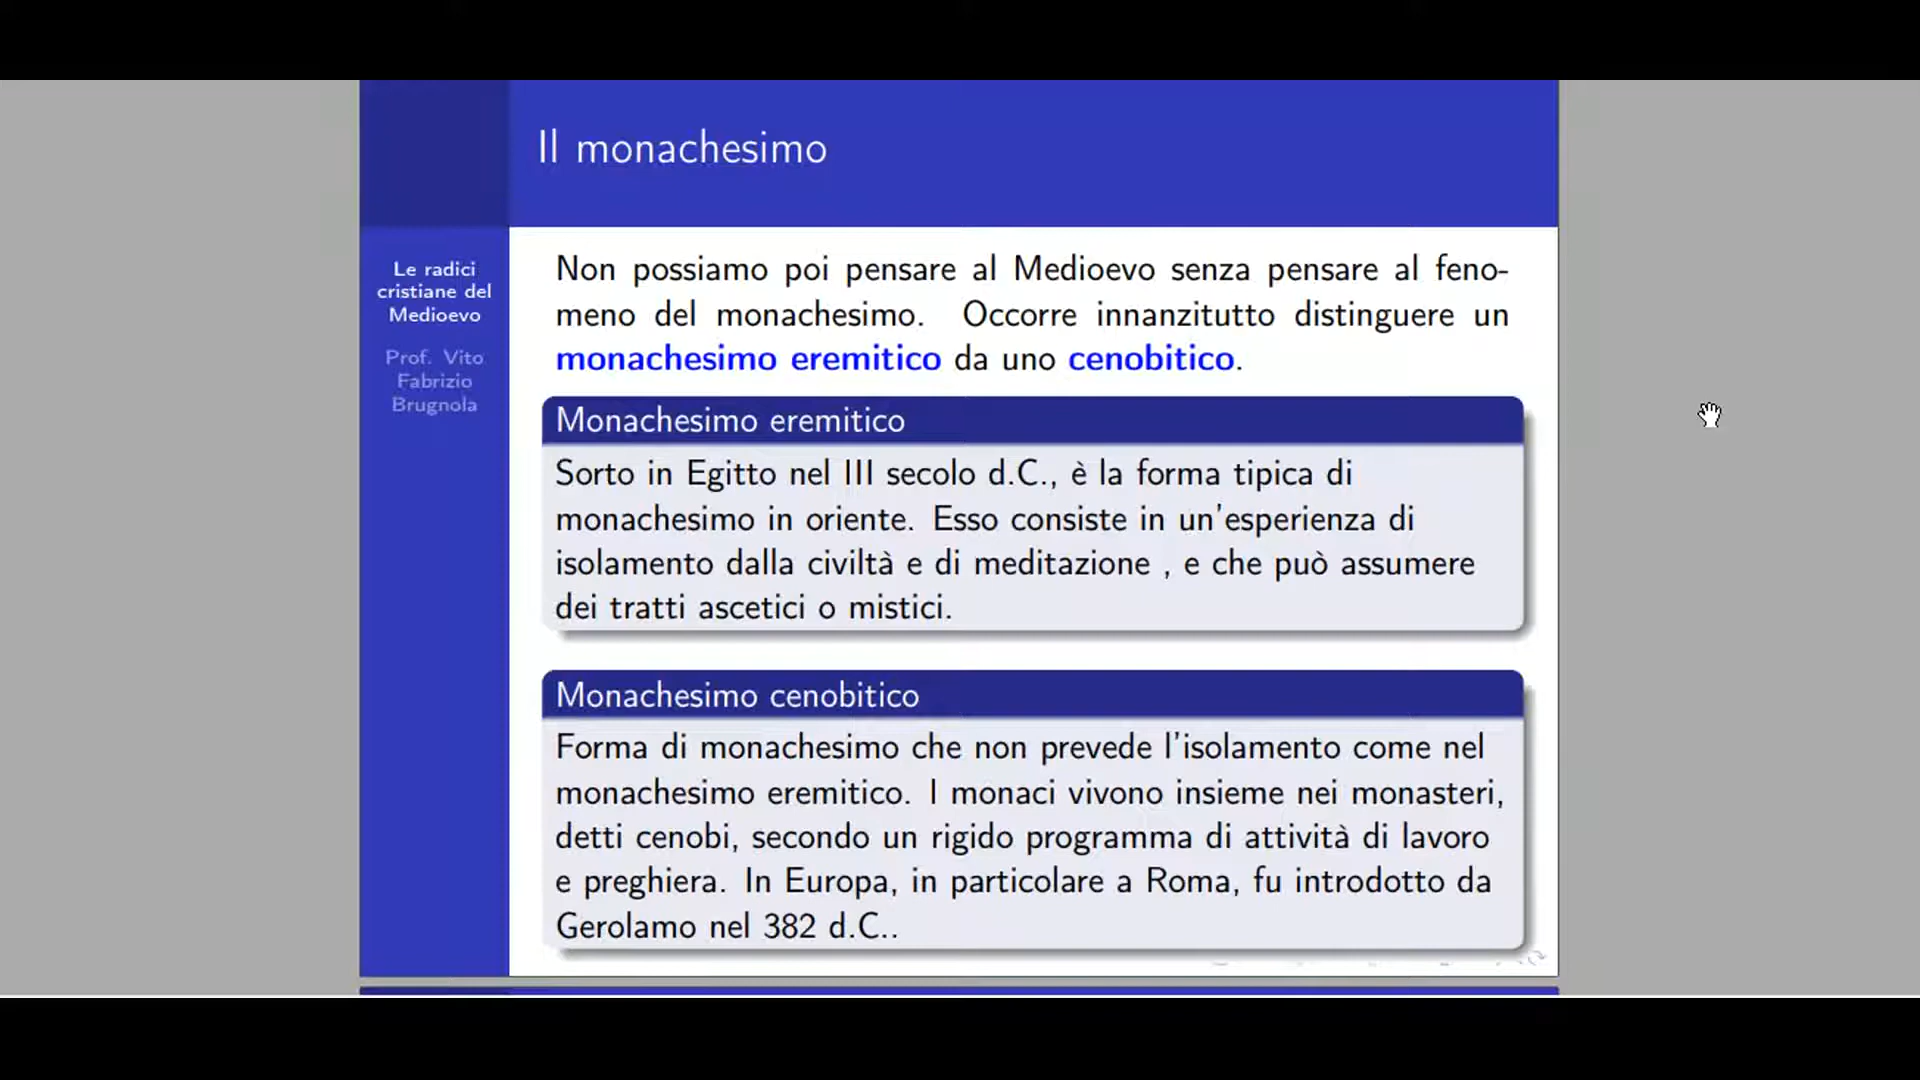 Il monachesimo
Le radici
cristiane del
Medioevo
Prof. Vito
Fabrizio
Brugnola
Non possiamo poi pensare al Medioevo senza pensare al feno-
meno del monachesimo. Occorre innanzitutto distinguere un
monachesimo eremitico da uno cenobitico.
Monachesimo eremitico
Sorto in Egitto nel III secolo d.C., è la forma tipica di
monachesimo in oriente. Esso consiste in un'esperienza di
isolamento dalla civiltà e di meditazione , e che può assumere
dei tratti ascetici o mistici.
Monachesimo cenobitico
Forma di monachesimo che non prevede l'isolamento come nel
monachesimo eremitico. I monaci vivono insieme nei monasteri,
detti cenobi, secondo un rigido programma di attività di lavoro
e preghiera. In Europa, in particolare a Roma, fu introdotto da
Gerolamo nel 382 d.C..